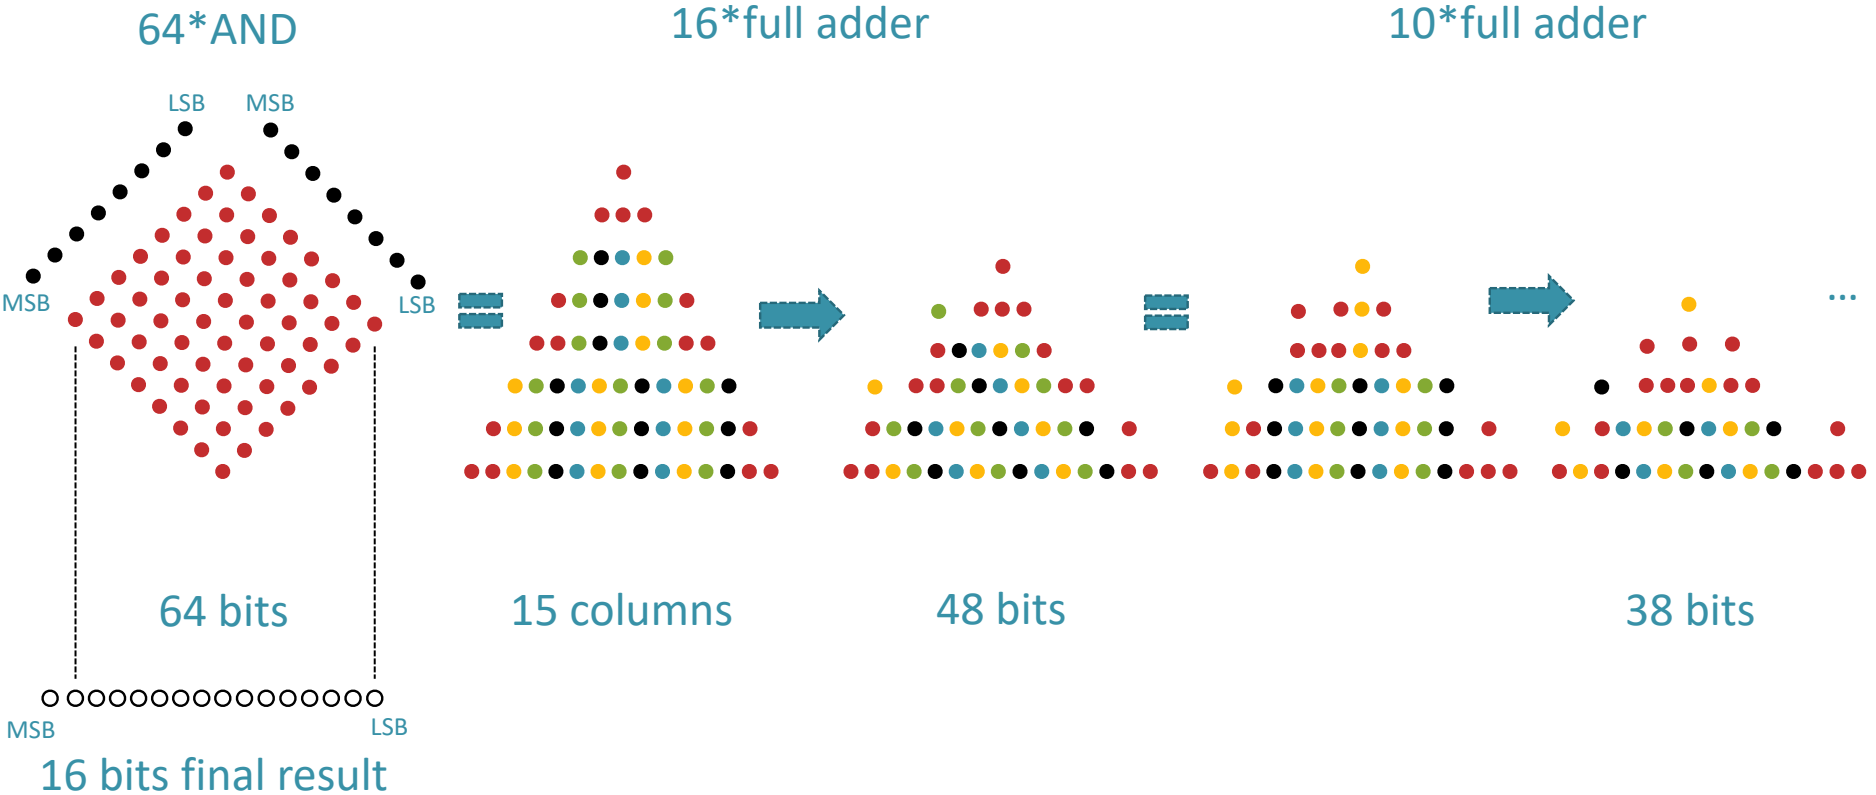 64*AND
16*full adder
10*full adder
LSB
MSB
MSB
LSB
...
64 bits
15 columns
48 bits
38 bits
MSB
LSB
16 bits final result